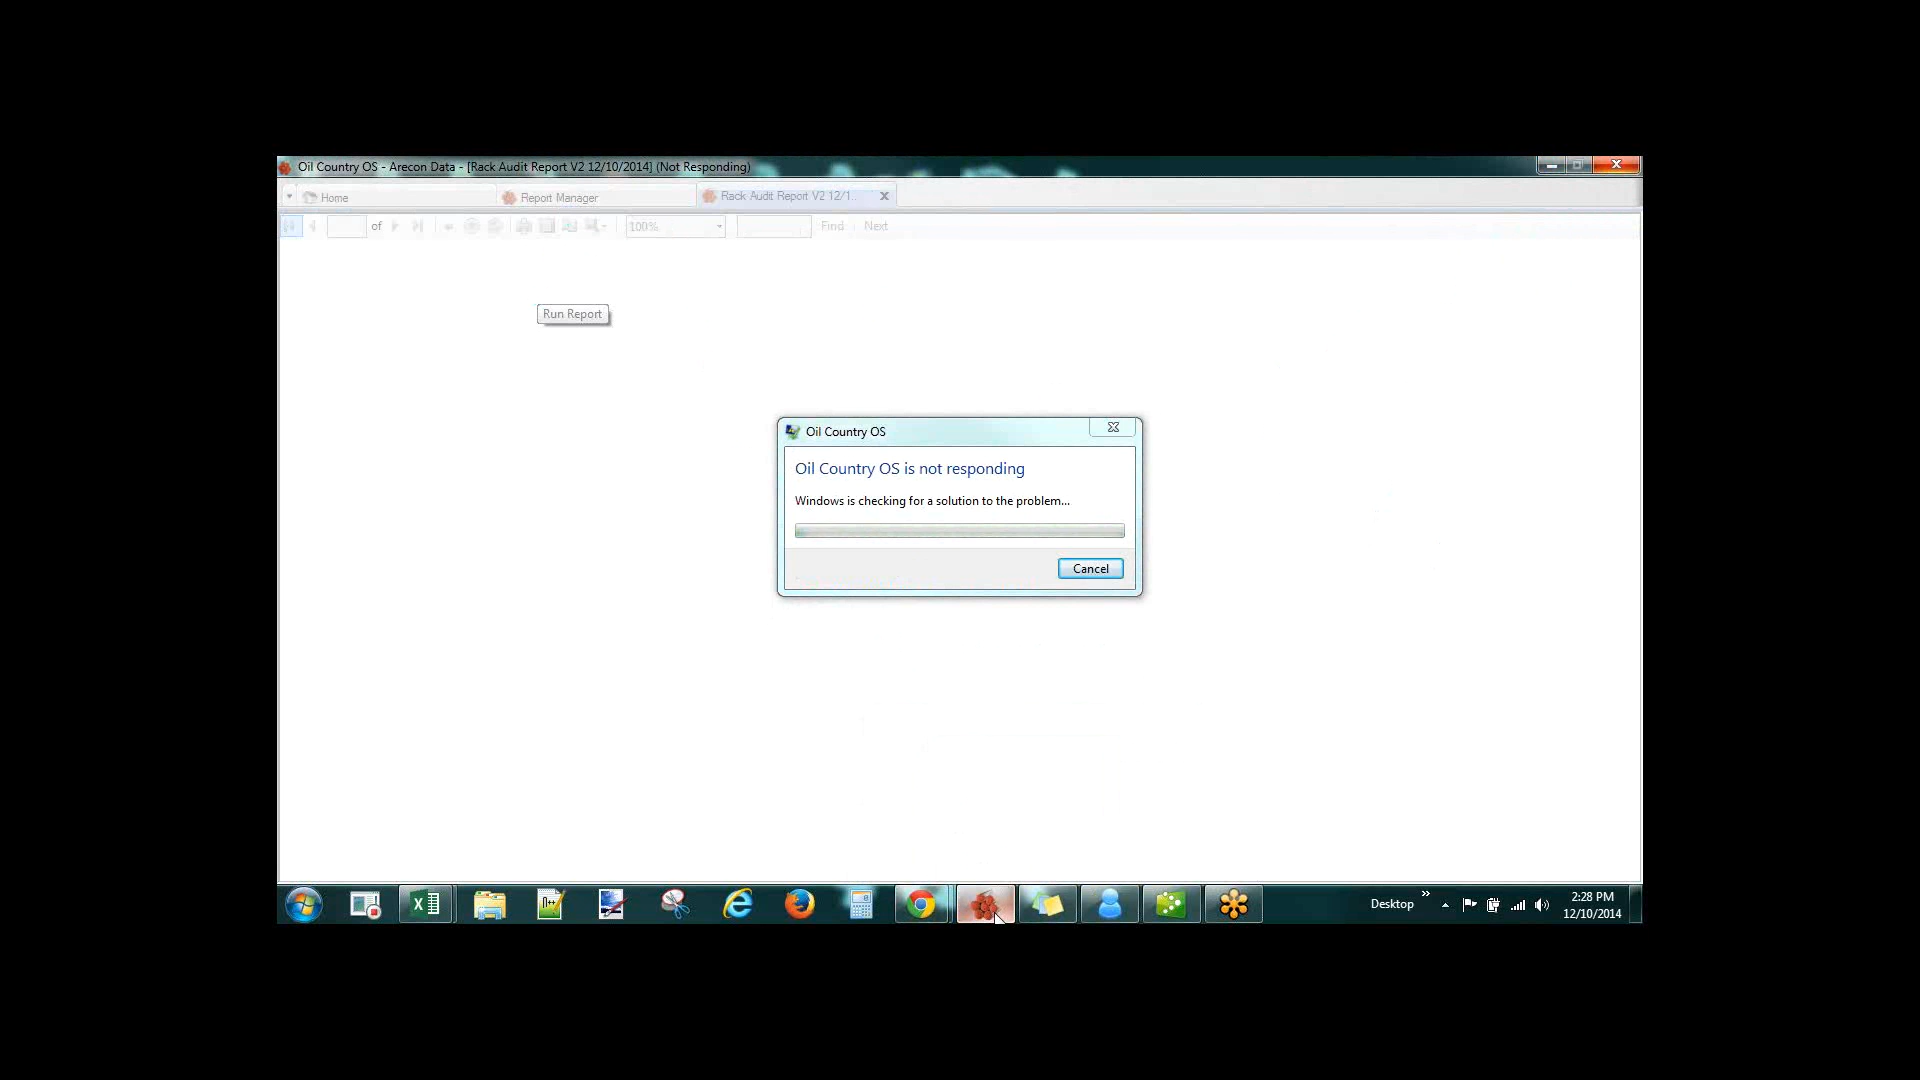 Oil Country OS - Arecon Data - [Rack Audit Report V2 12/10/2014] (Not Responding)
Home
Report Manager
Rack Audit Report V2 12/1...
of
100%
Find
Next
Run Report
Oil Country OS
Oil Country OS is not responding
Windows is checking for a solution to the problem...
Cancel
Desktop
2:28 PM
12/10/2014